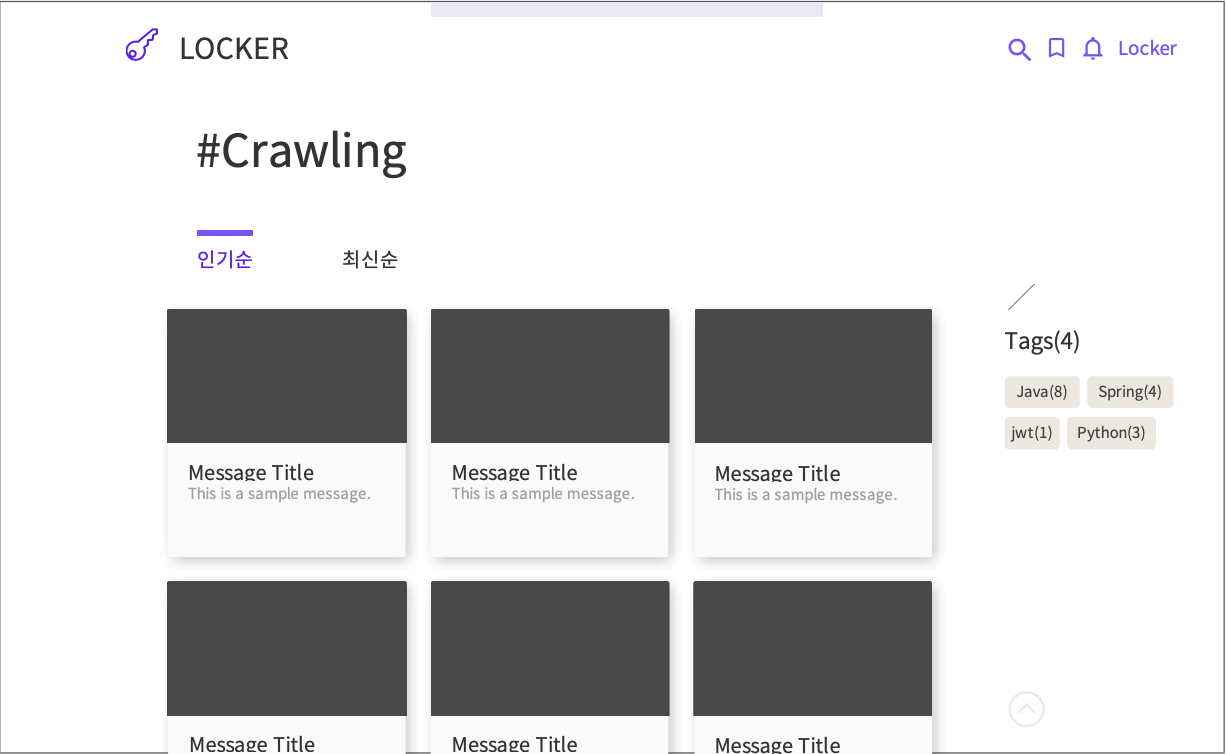 LOCKER
Locker
#Crawling
인기순
최신순
Tags(4)
Java(8)
Spring(4)
jwt(1)
Python(3)
Message Title
This is a sample message.
Message Title
This is a sample message.
Message Title
This is a sample message.
Message Title
Message Title
Message Title